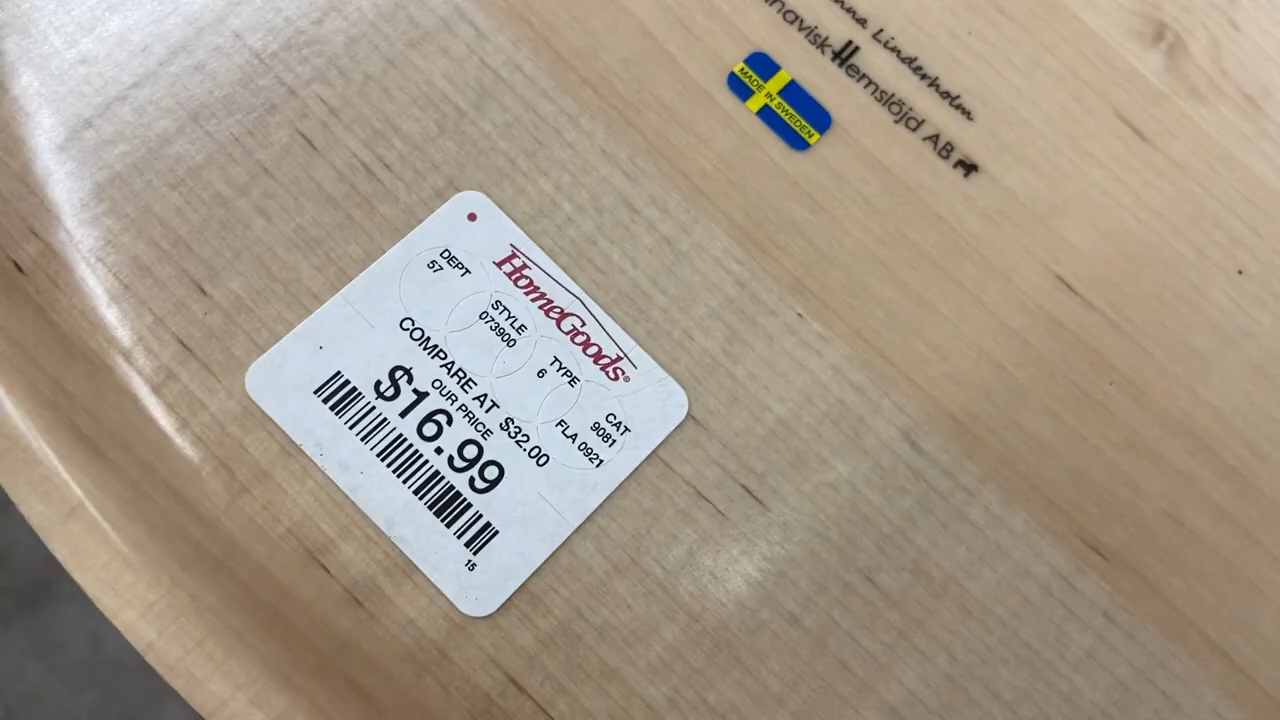 Linderholm
Hemslöjd AB
MADE IN SWEDEN
HomeGoods®
DEPT
57
STYLE
073900
TYPE
6
CAT
9081
FLA 0921
COMPARE AT $32.00
OUR PRICE
$16.99
15